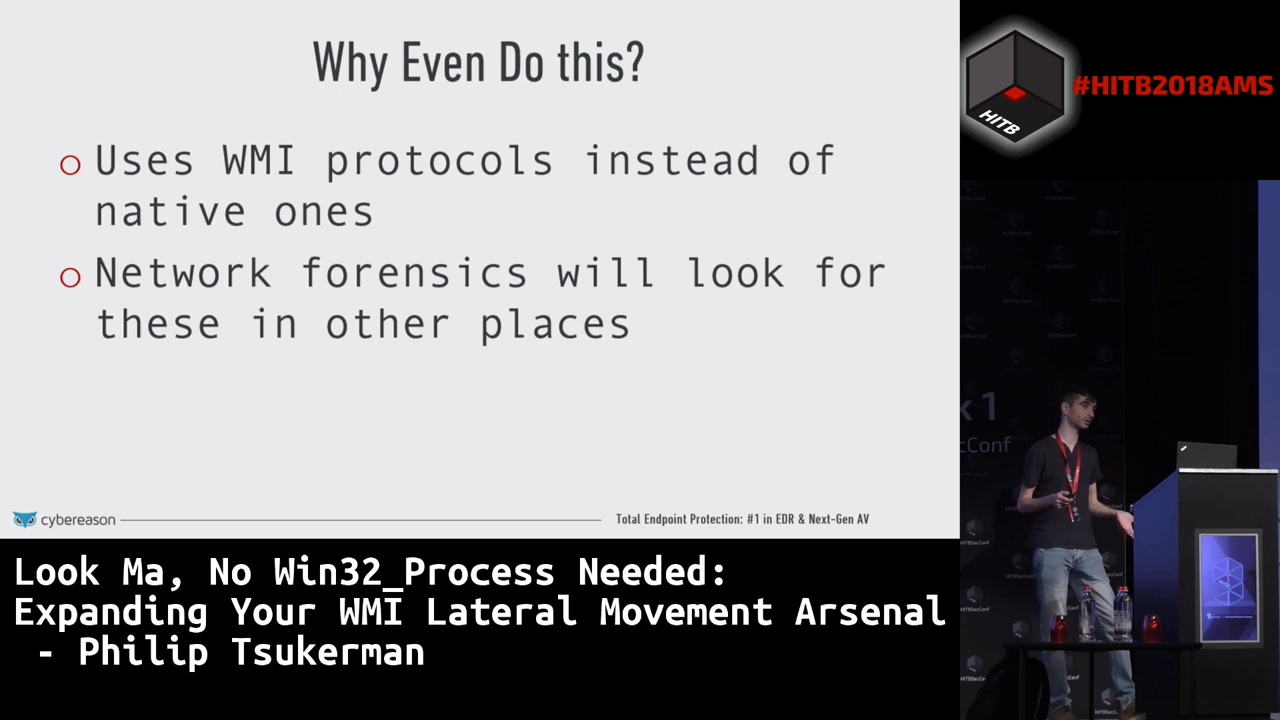 Why Even Do this?
Uses WMI protocols instead of
native ones
Network forensics will look for
these in other places
cybereason
Total Endpoint Protection: #1 in EDR & Next-Gen AV
Look Ma, No Win32_Process Needed:
Expanding Your WMI Lateral Movement Arsenal
- Philip Tsukerman
HITB
#HITB2018AMS
k 1
cConf